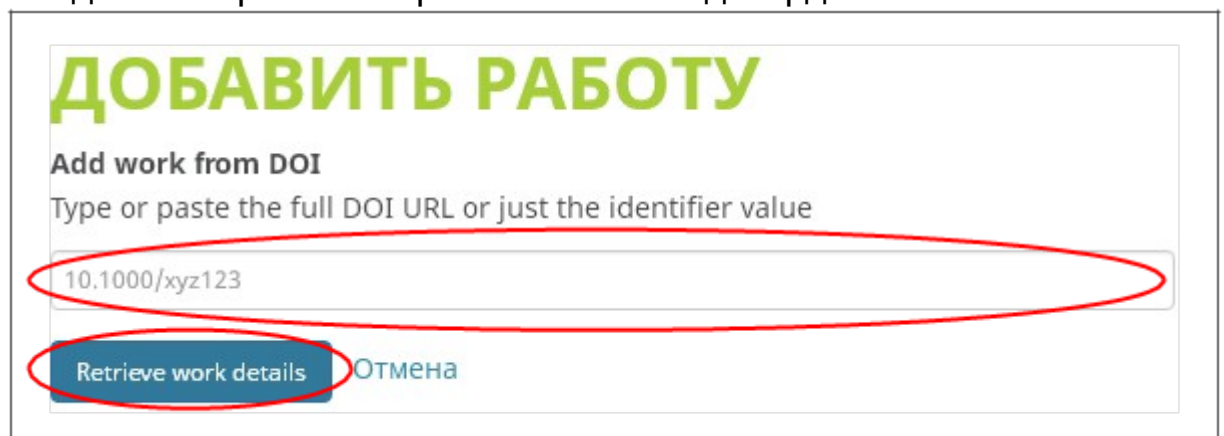 ДОБАВИТЬ РАБОТУ
Add work from DOI
Type or paste the full DOI URL or just the identifier value
10.1000/xyz123
Retrieve work details Отмена